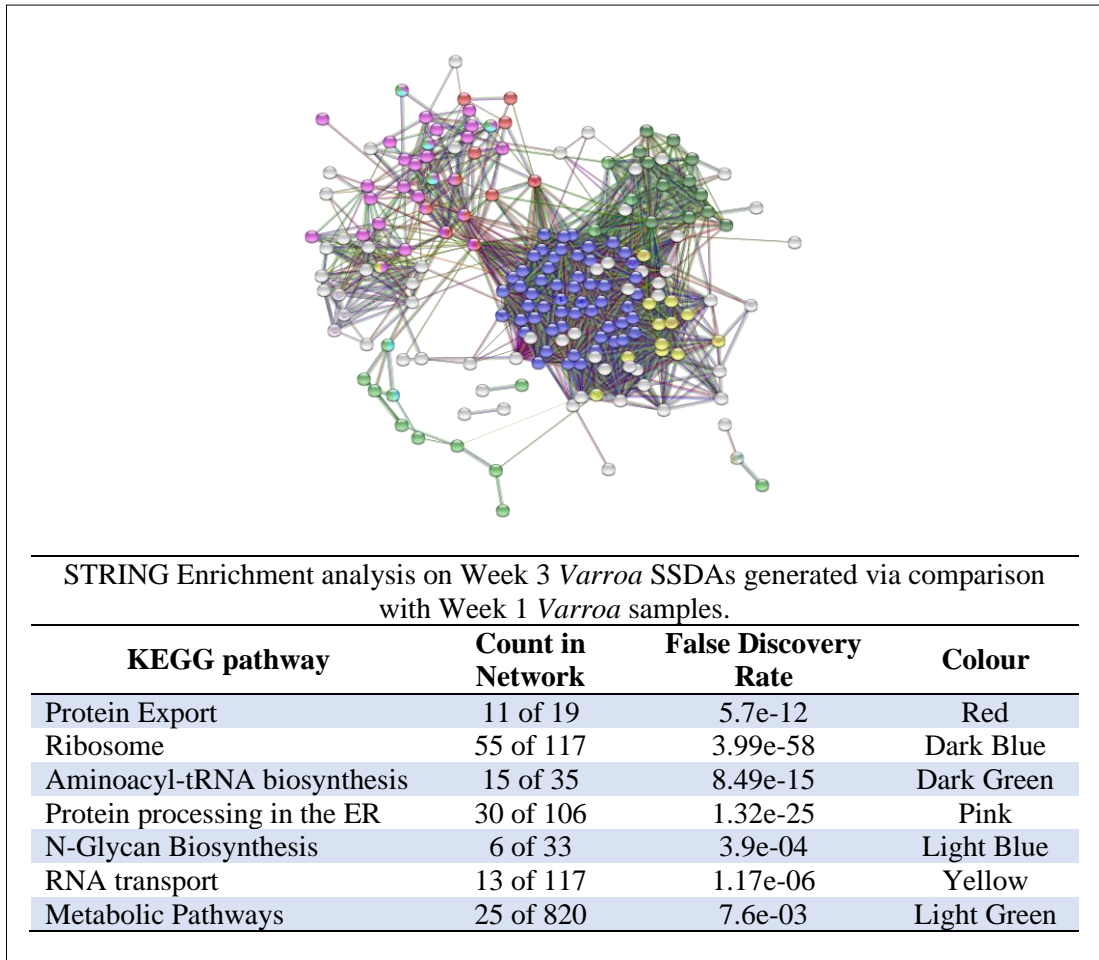 STRING Enrichment analysis on Week 3 Varroa SSDAs generated via comparison
with Week 1 Varroa samples.
KEGG pathway Count in Network False Discovery Rate Colour
Protein Export 11 of 19 5.7e-12 Red
Ribosome 55 of 117 3.99e-58 Dark Blue
Aminoacyl-tRNA biosynthesis 15 of 35 8.49e-15 Dark Green
Protein processing in the ER 30 of 106 1.32e-25 Pink
N-Glycan Biosynthesis 6 of 33 3.9e-04 Light Blue
RNA transport 13 of 117 1.17e-06 Yellow
Metabolic Pathways 25 of 820 7.6e-03 Light Green